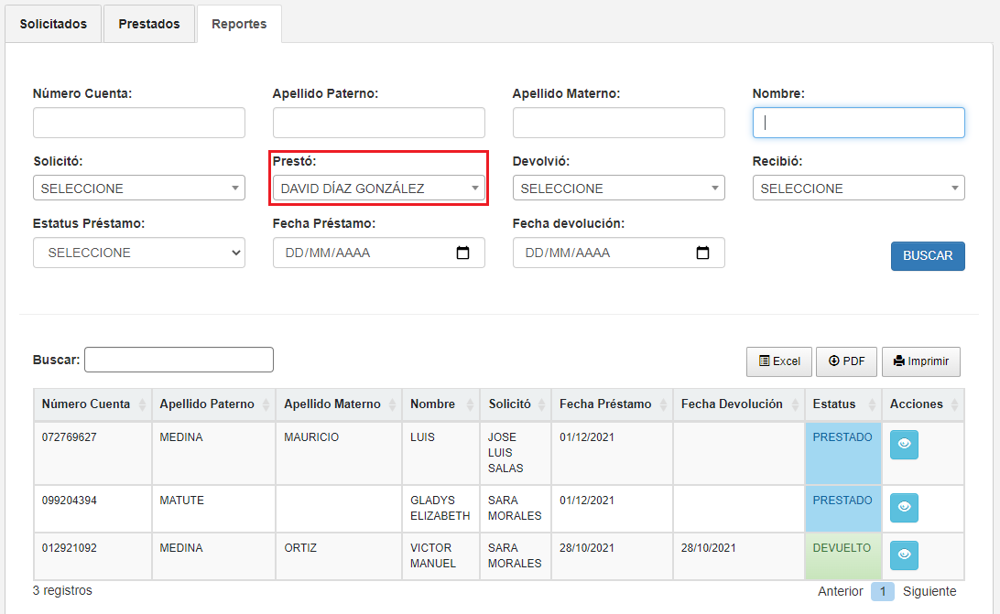 Solicitados Prestados Reportes
Número Cuenta: Apellido Paterno: Apellido Materno: Nombre:
Solicitó: Prestó: Devolvió: Recibió:
SELECCIONE DAVID DÍAZ GONZÁLEZ SELECCIONE SELECCIONE
Estatus Préstamo: Fecha Préstamo: Fecha devolución:
SELECCIONE DD/MM/AAAA DD/MM/AAAA BUSCAR
Buscar: Excel PDF Imprimir
Número Cuenta Apellido Paterno Apellido Materno Nombre Solicitó Fecha Préstamo Fecha Devolución Estatus Acciones
072769627 MEDINA MAURICIO LUIS JOSE 01/12/2021 PRESTADO
LUIS
SALAS
099204394 MATUTE GLADYS SARA 01/12/2021 PRESTADO
ELIZABETH MORALES
012921092 MEDINA ORTIZ VICTOR SARA 28/10/2021 28/10/2021 DEVUELTO
MANUEL MORALES
3 registros Anterior 1 Siguiente